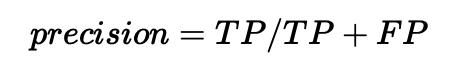 precision = TP/TP + FP